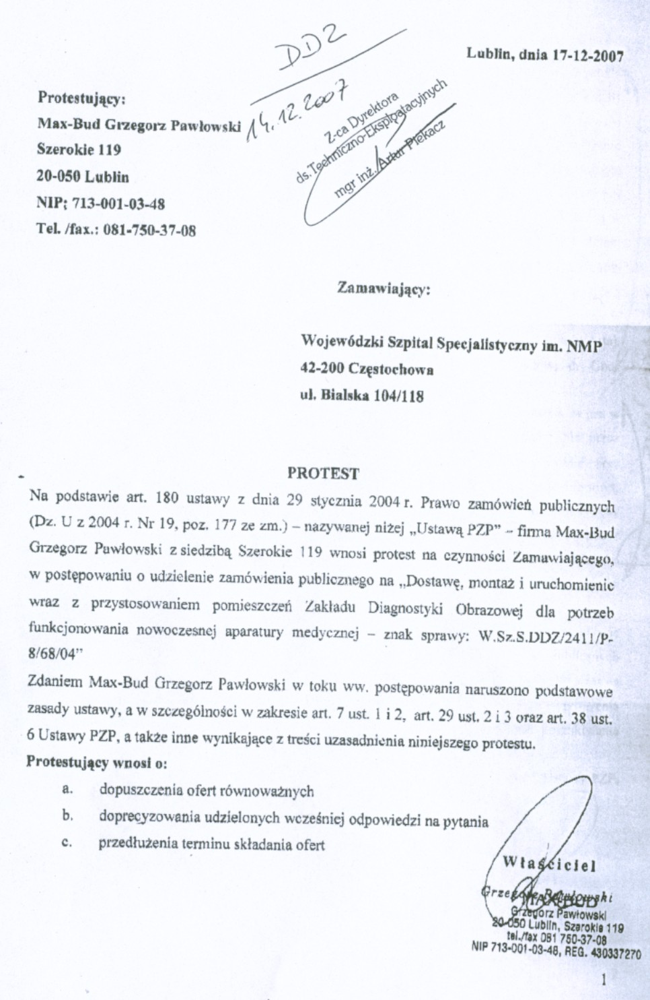 DDZ
Lublin, dnia 17-12-2007
14.12.2007
Z-ca Dyrektora
ds. Techniczno-Eksploatacyjnych
mgr inż. Artur Piekacz
Protestujący:
Max-Bud Grzegorz Pawłowski
Szerokie 119
20-050 Lublin
NIP: 713-001-03-48
Tel. /fax.: 081-750-37-08
Zamawiający:
Wojewódzki Szpital Specjalistyczny im. NMP
42-200 Częstochowa
ul. Bialska 104/118
PROTEST
Na podstawie art. 180 ustawy z dnia 29 stycznia 2004 r. Prawo zamówień publicznych
(Dz. U z 2004 r. Nr 19, poz. 177 ze zm.) – nazywanej niżej „Ustawą PZP” – firma Max-Bud
Grzegorz Pawłowski z siedzibą Szerokie 119 wnosi protest na czynności Zamawiającego,
w postępowaniu o udzielenie zamówienia publicznego na „Dostawę, montaż i uruchomienie
wraz z przystosowaniem pomieszczeń Zakładu Diagnostyki Obrazowej dla potrzeb
funkcjonowania nowoczesnej aparatury medycznej – znak sprawy: W.Sz.S.DDZ/2411/P-
8/68/04”
Zdaniem Max-Bud Grzegorz Pawłowski w toku ww. postępowania naruszono podstawowe
zasady ustawy, a w szczególności w zakresie art. 7 ust. 1 i 2, art. 29 ust. 2 i 3 oraz art. 38 ust.
6 Ustawy PZP, a także inne wynikające z treści uzasadnienia niniejszego protestu.
Protestujący wnosi o:
a. dopuszczenia ofert równoważnych
b. doprecyzowania udzielonych wcześniej odpowiedzi na pytania
c. przedłużenia terminu składania ofert
Właściciel
Grzegorz Pawłowski
MAX-BUD
Grzegorz Pawłowski
20-050 Lublin, Szerokie 119
tel./fax 081 750-37-08
NIP 713-001-03-48, REG. 430337270
1